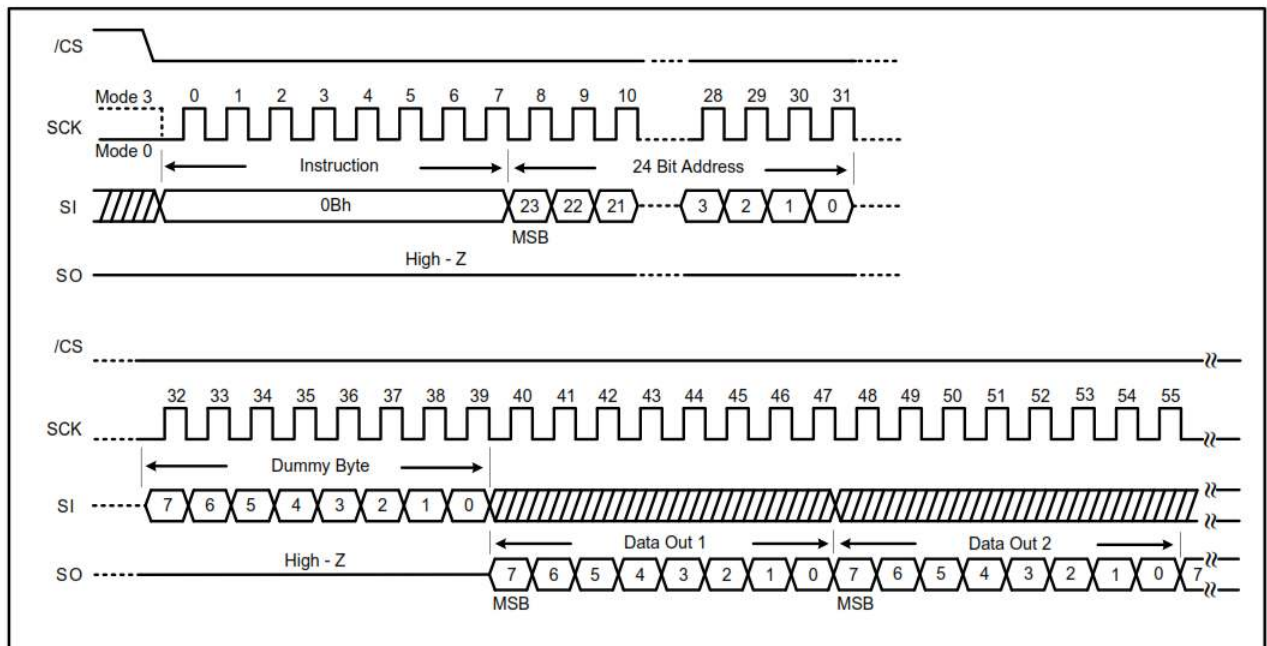 /CS
Mode 3 0 1 2 3 4 5 6 7 8 9 10 28 29 30 31
SCK
Mode 0
Instruction 24 Bit Address
SI 0Bh 23 22 21 3 2 1 0
MSB
High - Z
SO
/CS
32 33 34 35 36 37 38 39 40 41 42 43 44 45 46 47 48 49 50 51 52 53 54 55
SCK
Dummy Byte
SI 7 6 5 4 3 2 1 0
Data Out 1 Data Out 2
High - Z
SO 7 6 5 4 3 2 1 0 7 6 5 4 3 2 1 0 7
MSB MSB